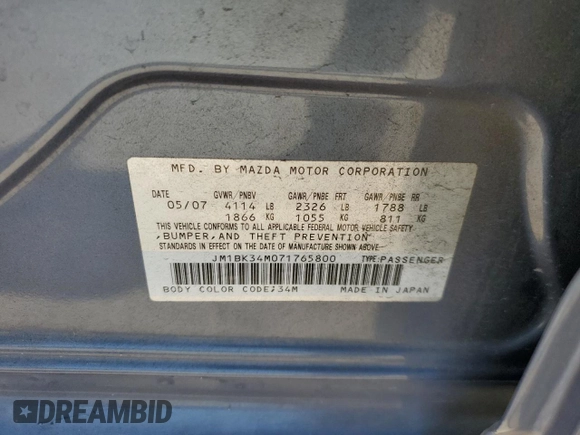 MFD. BY MAZDA MOTOR CORPORATION
DATE GVWR/PNBV GAWR/PNBE FRT GAWR/PNBE RR
05/07 4114 LB 2326 LB 1788 LB
1866 KG 1055 KG 811 KG
THIS VEHICLE CONFORMS TO ALL APPLICABLE FEDERAL MOTOR VEHICLE SAFETY
,BUMPER,AND THEFT PREVENTION
STANDARDS IN EFFECT ON THE DATE OF MANUFACTURE SHOWN ABOVE.
JM1BK34M071765800 TYPE:PASSENGER
BODY COLOR CODE:34M MADE IN JAPAN
DREAMBID